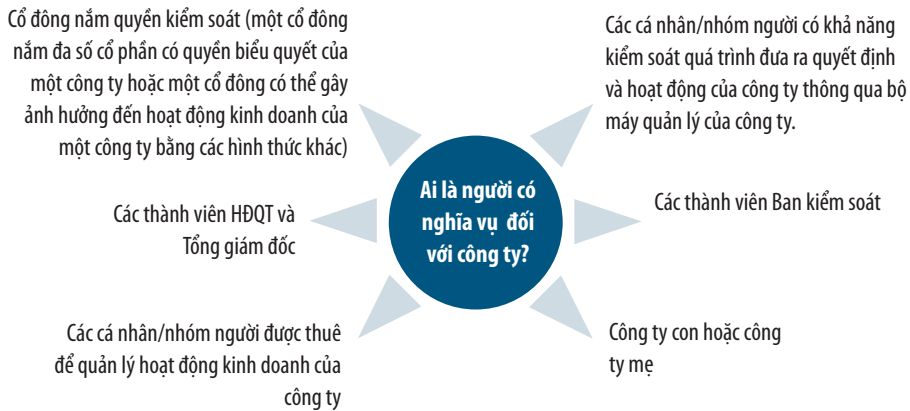 Cổ đông nắm quyền kiểm soát (một cổ đông
nắm đa số cổ phần có quyền biểu quyết của
một công ty hoặc một cổ đông có thể gây
ảnh hưởng đến hoạt động kinh doanh của
một công ty bằng các hình thức khác)
Các cá nhân/nhóm người có khả năng
kiểm soát quá trình đưa ra quyết định
và hoạt động của công ty thông qua bộ
máy quản lý của công ty.
Các thành viên HĐQT và
Tổng giám đốc
Ai là người có
nghĩa vụ đối
với công ty?
Các thành viên Ban kiểm soát
Các cá nhân/nhóm người được thuê
để quản lý hoạt động kinh doanh của
công ty
Công ty con hoặc công
ty mẹ